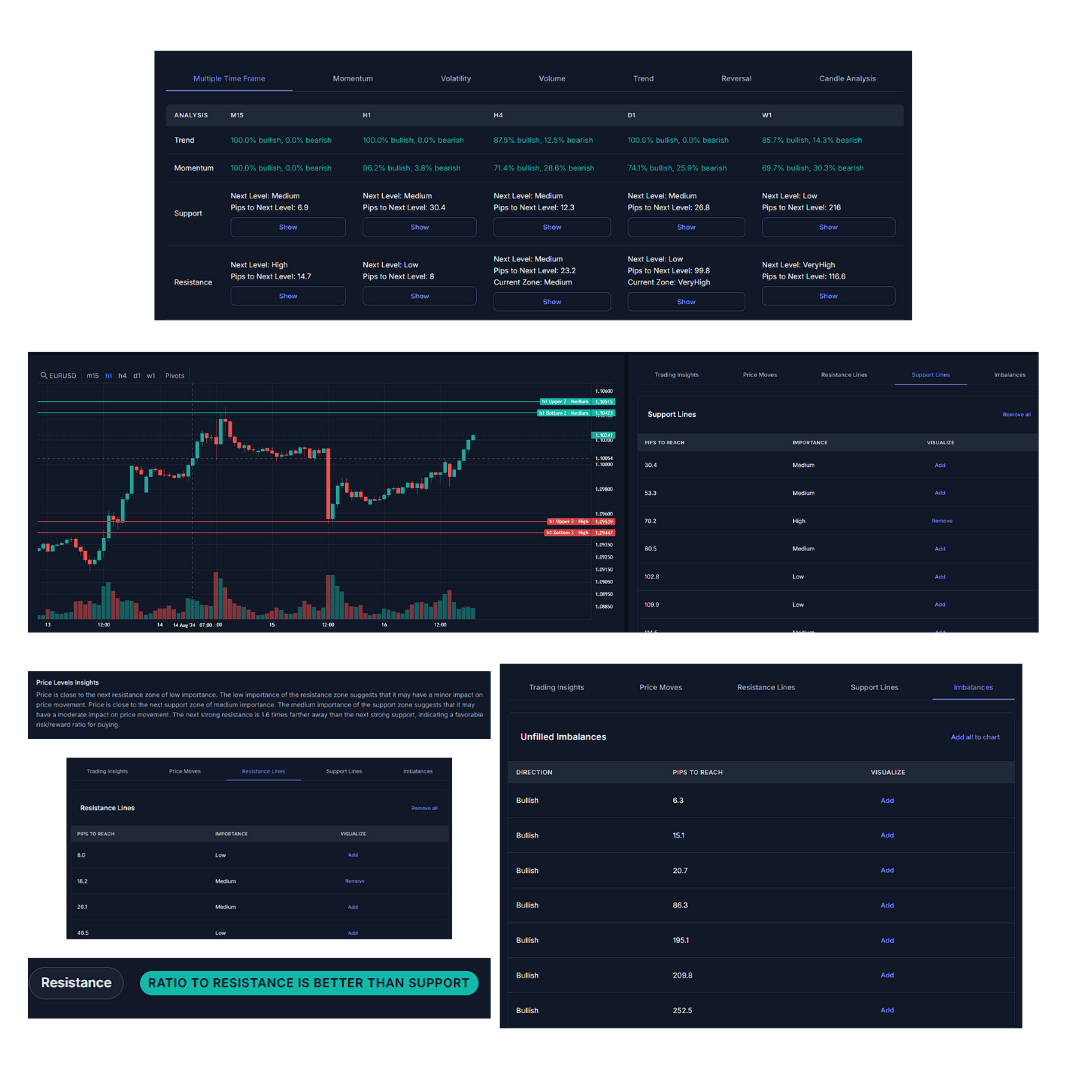 Multiple Time Frame Momentum Volatility Volume Trend Reversal Candle Analysis
ANALYSIS M15 H1 H4 D1 W1
Trend 100.0% bullish, 0.0% bearish 100.0% bullish, 0.0% bearish 87.5% bullish, 12.5% bearish 100.0% bullish, 0.0% bearish 85.7% bullish, 14.3% bearish
Momentum 100.0% bullish, 0.0% bearish 96.2% bullish, 3.8% bearish 71.4% bullish, 28.6% bearish 74.1% bullish, 25.9% bearish 69.7% bullish, 30.3% bearish
Support
Next Level: Medium
Pips to Next Level: 6.9
Show
Next Level: Medium
Pips to Next Level: 30.4
Show
Next Level: Medium
Pips to Next Level: 12.3
Show
Next Level: Medium
Pips to Next Level: 26.8
Show
Next Level: Low
Pips to Next Level: 216
Show
Resistance
Next Level: High
Pips to Next Level: 14.7
Show
Next Level: Low
Pips to Next Level: 8
Show
Next Level: Medium
Pips to Next Level: 23.2
Current Zone: Medium
Show
Next Level: Low
Pips to Next Level: 99.8
Current Zone: VeryHigh
Show
Next Level: VeryHigh
Pips to Next Level: 116.6
Show
EURUSD m15 h1 h4 d1 w1 Pivots
1.10600
h1 Upper 2 - Medium 1.10515
h1 Bottom 2 - Medium 1.10423
1.10241
1.10200
1.10054
1.10000
1.09800
1.09600
h1 Upper 2 - High 1.09539
h1 Bottom 2 - High 1.09447
1.09350
1.09250
1.09150
1.09050
1.08950
1.08850
13 12:00 14 14 Aug '24 07:00 :00 15 12:00 16 12:00
Trading Insights Price Moves Resistance Lines Support Lines Imbalances
Support Lines Remove all
PIPS TO REACH IMPORTANCE VISUALIZE
30.4 Medium Add
53.3 Medium Add
70.2 High Remove
80.5 Medium Add
102.8 Low Add
109.9 Low Add
114.5 Medium Add
Price Levels Insights
Price is close to the next resistance zone of low importance. The low importance of the resistance zone suggests that it may have a minor impact on
price movement. Price is close to the next support zone of medium importance. The medium importance of the support zone suggests that it may
have a moderate impact on price movement. The next strong resistance is 1.6 times farther away than the next strong support, indicating a favorable
risk/reward ratio for buying.
Trading Insights Price Moves Resistance Lines Support Lines Imbalances
Resistance Lines Remove all
PIPS TO REACH IMPORTANCE VISUALIZE
8.0 Low Add
18.2 Medium Remove
26.1 Medium Add
46.5 Low Add
Resistance RATIO TO RESISTANCE IS BETTER THAN SUPPORT
Trading Insights Price Moves Resistance Lines Support Lines Imbalances
Unfilled Imbalances Add all to chart
DIRECTION PIPS TO REACH VISUALIZE
Bullish 6.3 Add
Bullish 15.1 Add
Bullish 20.7 Add
Bullish 86.3 Add
Bullish 195.1 Add
Bullish 209.8 Add
Bullish 252.5 Add